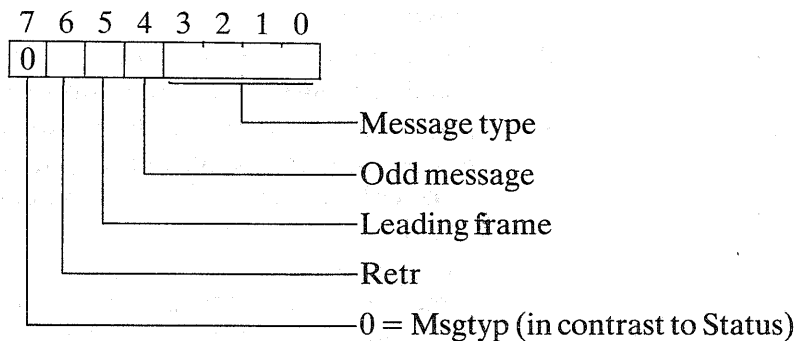 7 6 5 4 3 2 1 0
0
Message type
Odd message
Leading frame
Retr
0 = Msgtyp (in contrast to Status)